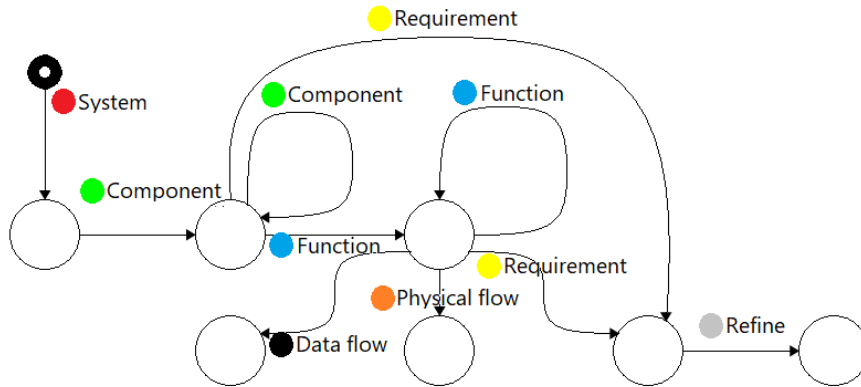 Requirement
System
Component
Function
Component
Function
Requirement
Physical flow
Data flow
Refine